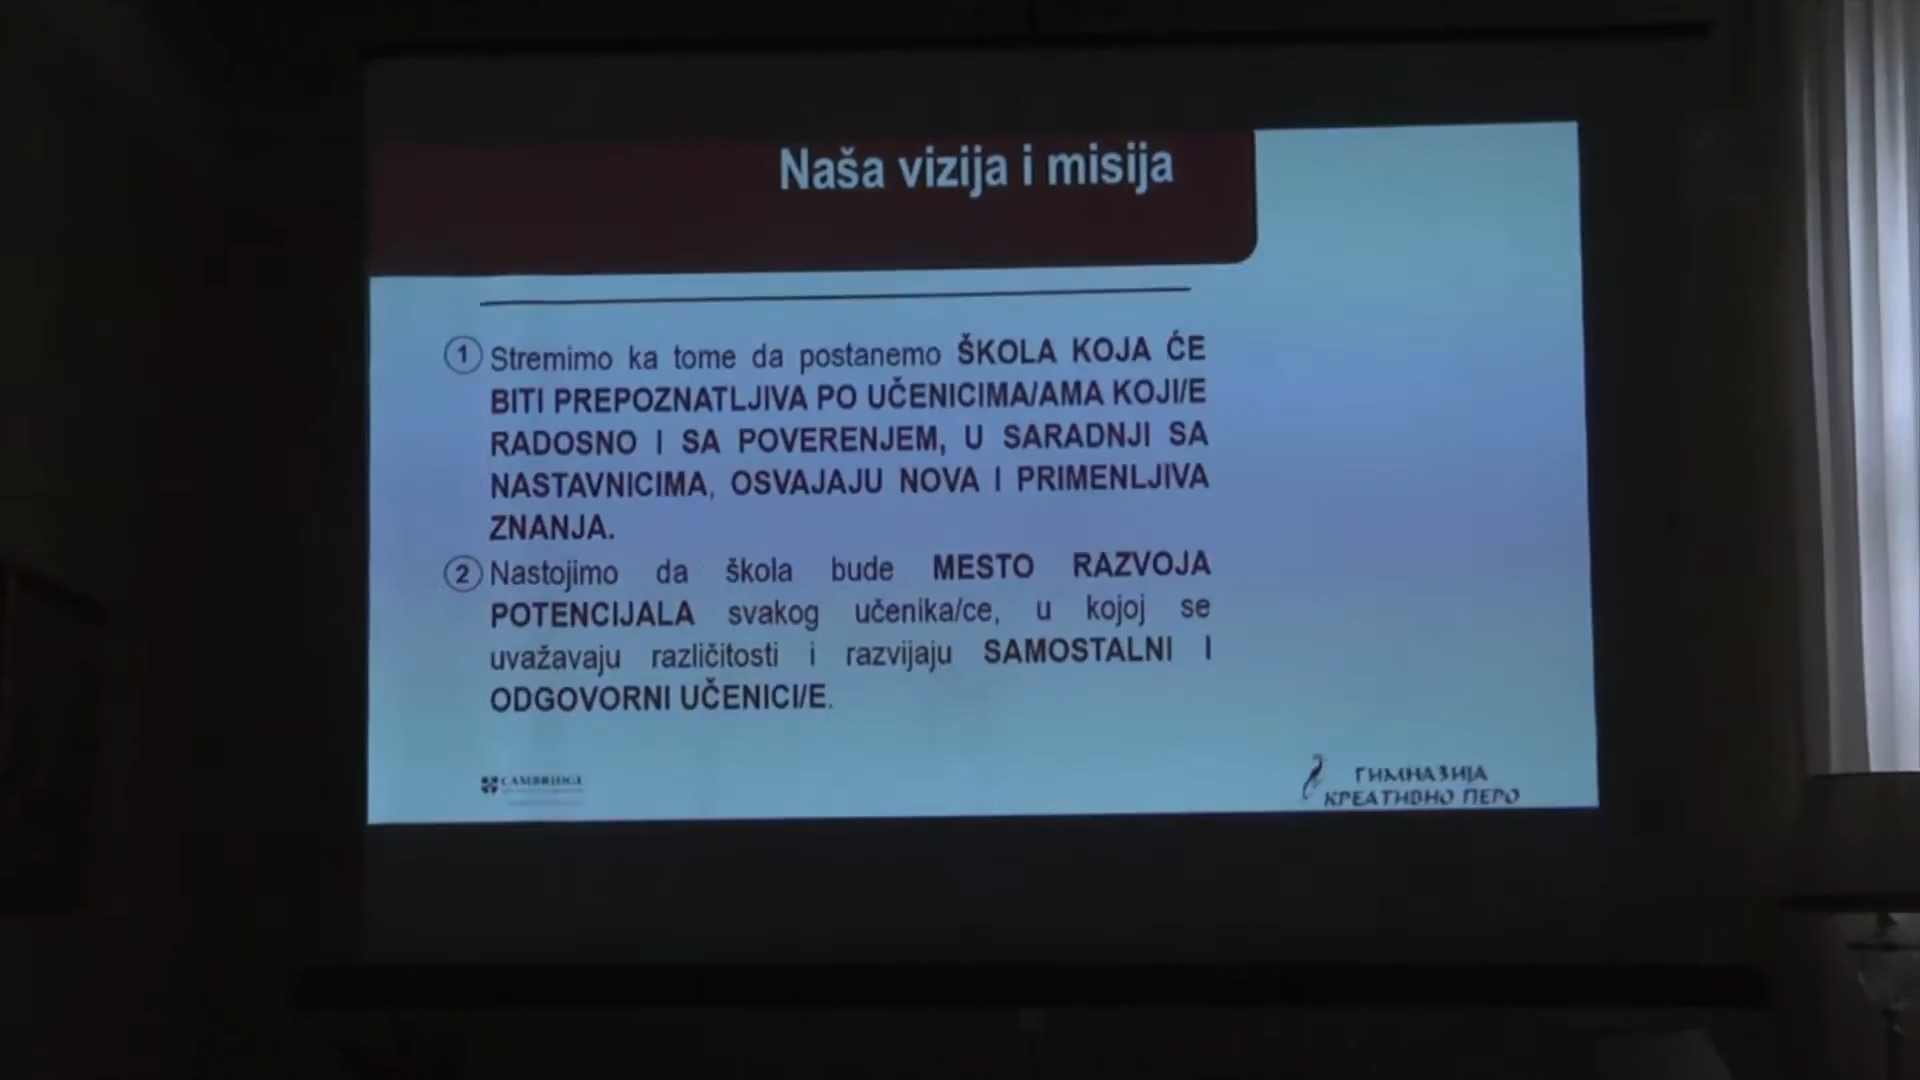 Naša vizija i misija
1 Stremimo ka tome da postanemo ŠKOLA KOJA ĆE
BITI PREPOZNATLJIVA PO UČENICIMA/AMA KOJI/E
RADOSNO I SA POVERENJEM, U SARADNJI SA
NASTAVNICIMA, OSVAJAJU NOVA I PRIMENLJIVA
ZNANJA.
2 Nastojimo da škola bude MESTO RAZVOJA
POTENCIJALA svakog učenika/ce, u kojoj se
uvažavaju različitosti i razvijaju SAMOSTALNI I
ODGOVORNI UČENICI/E.
CAMBRIDGE
ГИМНАЗИЈА
КРЕАТИВНО ПЕРО